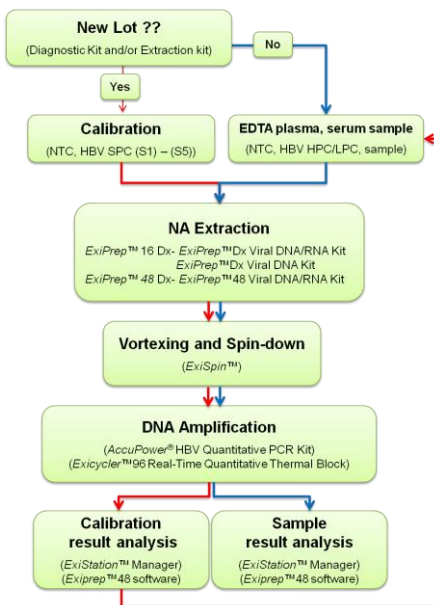 New Lot ??
(Diagnostic Kit and/or Extraction kit)
No
Yes
Calibration
(NTC, HBV SPC (S1) – (S5))
EDTA plasma, serum sample
(NTC, HBV HPC/LPC, sample)
NA Extraction
ExiPrep™ 16 Dx- ExiPrep™Dx Viral DNA/RNA Kit
ExiPrep™Dx Viral DNA Kit
ExiPrep™ 48 Dx- ExiPrep™48 Viral DNA/RNA Kit
Vortexing and Spin-down
(ExiSpin™)
DNA Amplification
(AccuPower® HBV Quantitative PCR Kit)
(Exicycler™96 Real-Time Quantitative Thermal Block)
Calibration
result analysis
(ExiStation™ Manager)
(Exiprep™48 software)
Sample
result analysis
(ExiStation™ Manager)
(Exiprep™48 software)